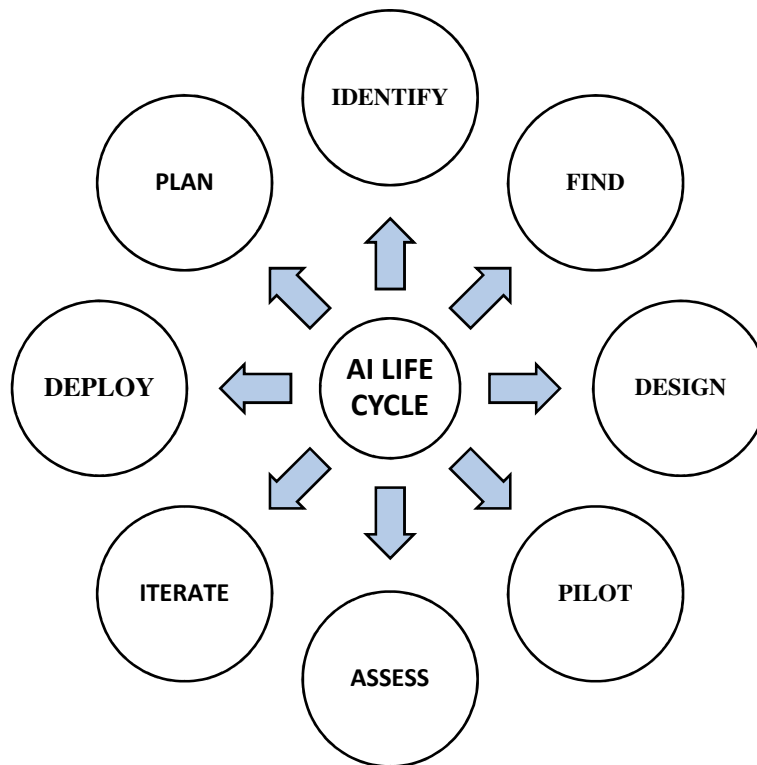 IDENTIFY
PLAN
FIND
AI LIFE
CYCLE
DEPLOY
DESIGN
ITERATE
PILOT
ASSESS